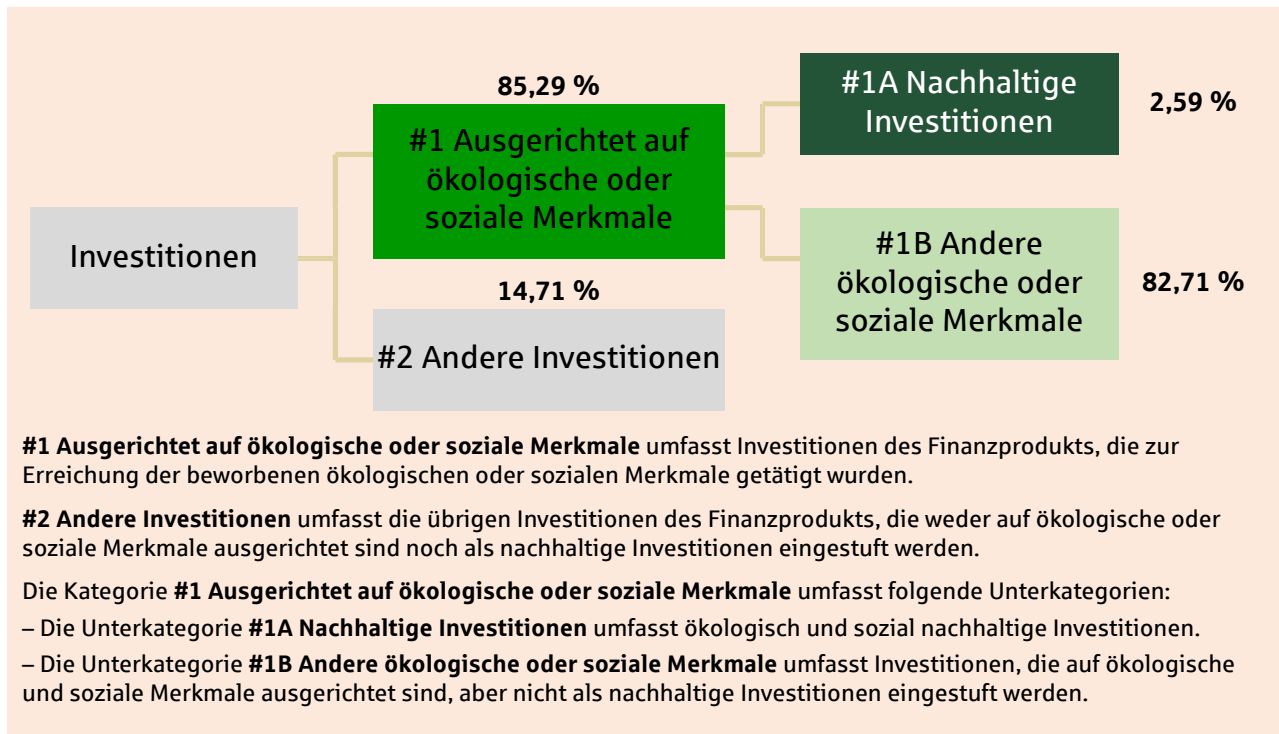 85,29 %
#1 Ausgerichtet auf
ökologische oder
soziale Merkmale
#1A Nachhaltige
Investitionen
2,59 %
Investitionen
#1B Andere
ökologische oder
soziale Merkmale
82,71 %
14,71 %
#2 Andere Investitionen
#1 Ausgerichtet auf ökologische oder soziale Merkmale umfasst Investitionen des Finanzprodukts, die zur
Erreichung der beworbenen ökologischen oder sozialen Merkmale getätigt wurden.
#2 Andere Investitionen umfasst die übrigen Investitionen des Finanzprodukts, die weder auf ökologische oder
soziale Merkmale ausgerichtet sind noch als nachhaltige Investitionen eingestuft werden.
Die Kategorie #1 Ausgerichtet auf ökologische oder soziale Merkmale umfasst folgende Unterkategorien:
– Die Unterkategorie #1A Nachhaltige Investitionen umfasst ökologisch und sozial nachhaltige Investitionen.
– Die Unterkategorie #1B Andere ökologische oder soziale Merkmale umfasst Investitionen, die auf ökologische
und soziale Merkmale ausgerichtet sind, aber nicht als nachhaltige Investitionen eingestuft werden.